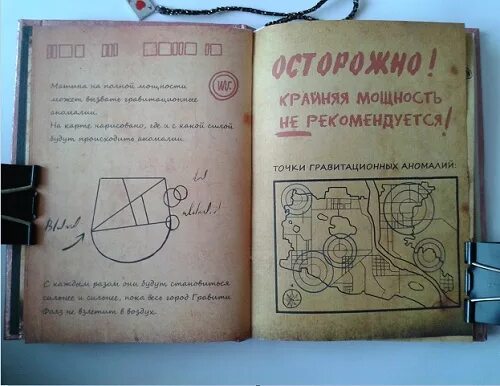 Машина на полной мощности
может вызвать гравитационные
аномалии.
На карте нарисовано, где и с какой силой
будут происходить аномалии.
С каждым разом они будут становиться
сильнее и сильнее, пока весь город Гравити
Фолз не взлетит в воздух.
ОСТОРОЖНО!
КРАЙНЯЯ МОЩНОСТЬ
НЕ РЕКОМЕНДУЕТСЯ!
ТОЧКИ ГРАВИТАЦИОННЫХ АНОМАЛИЙ: